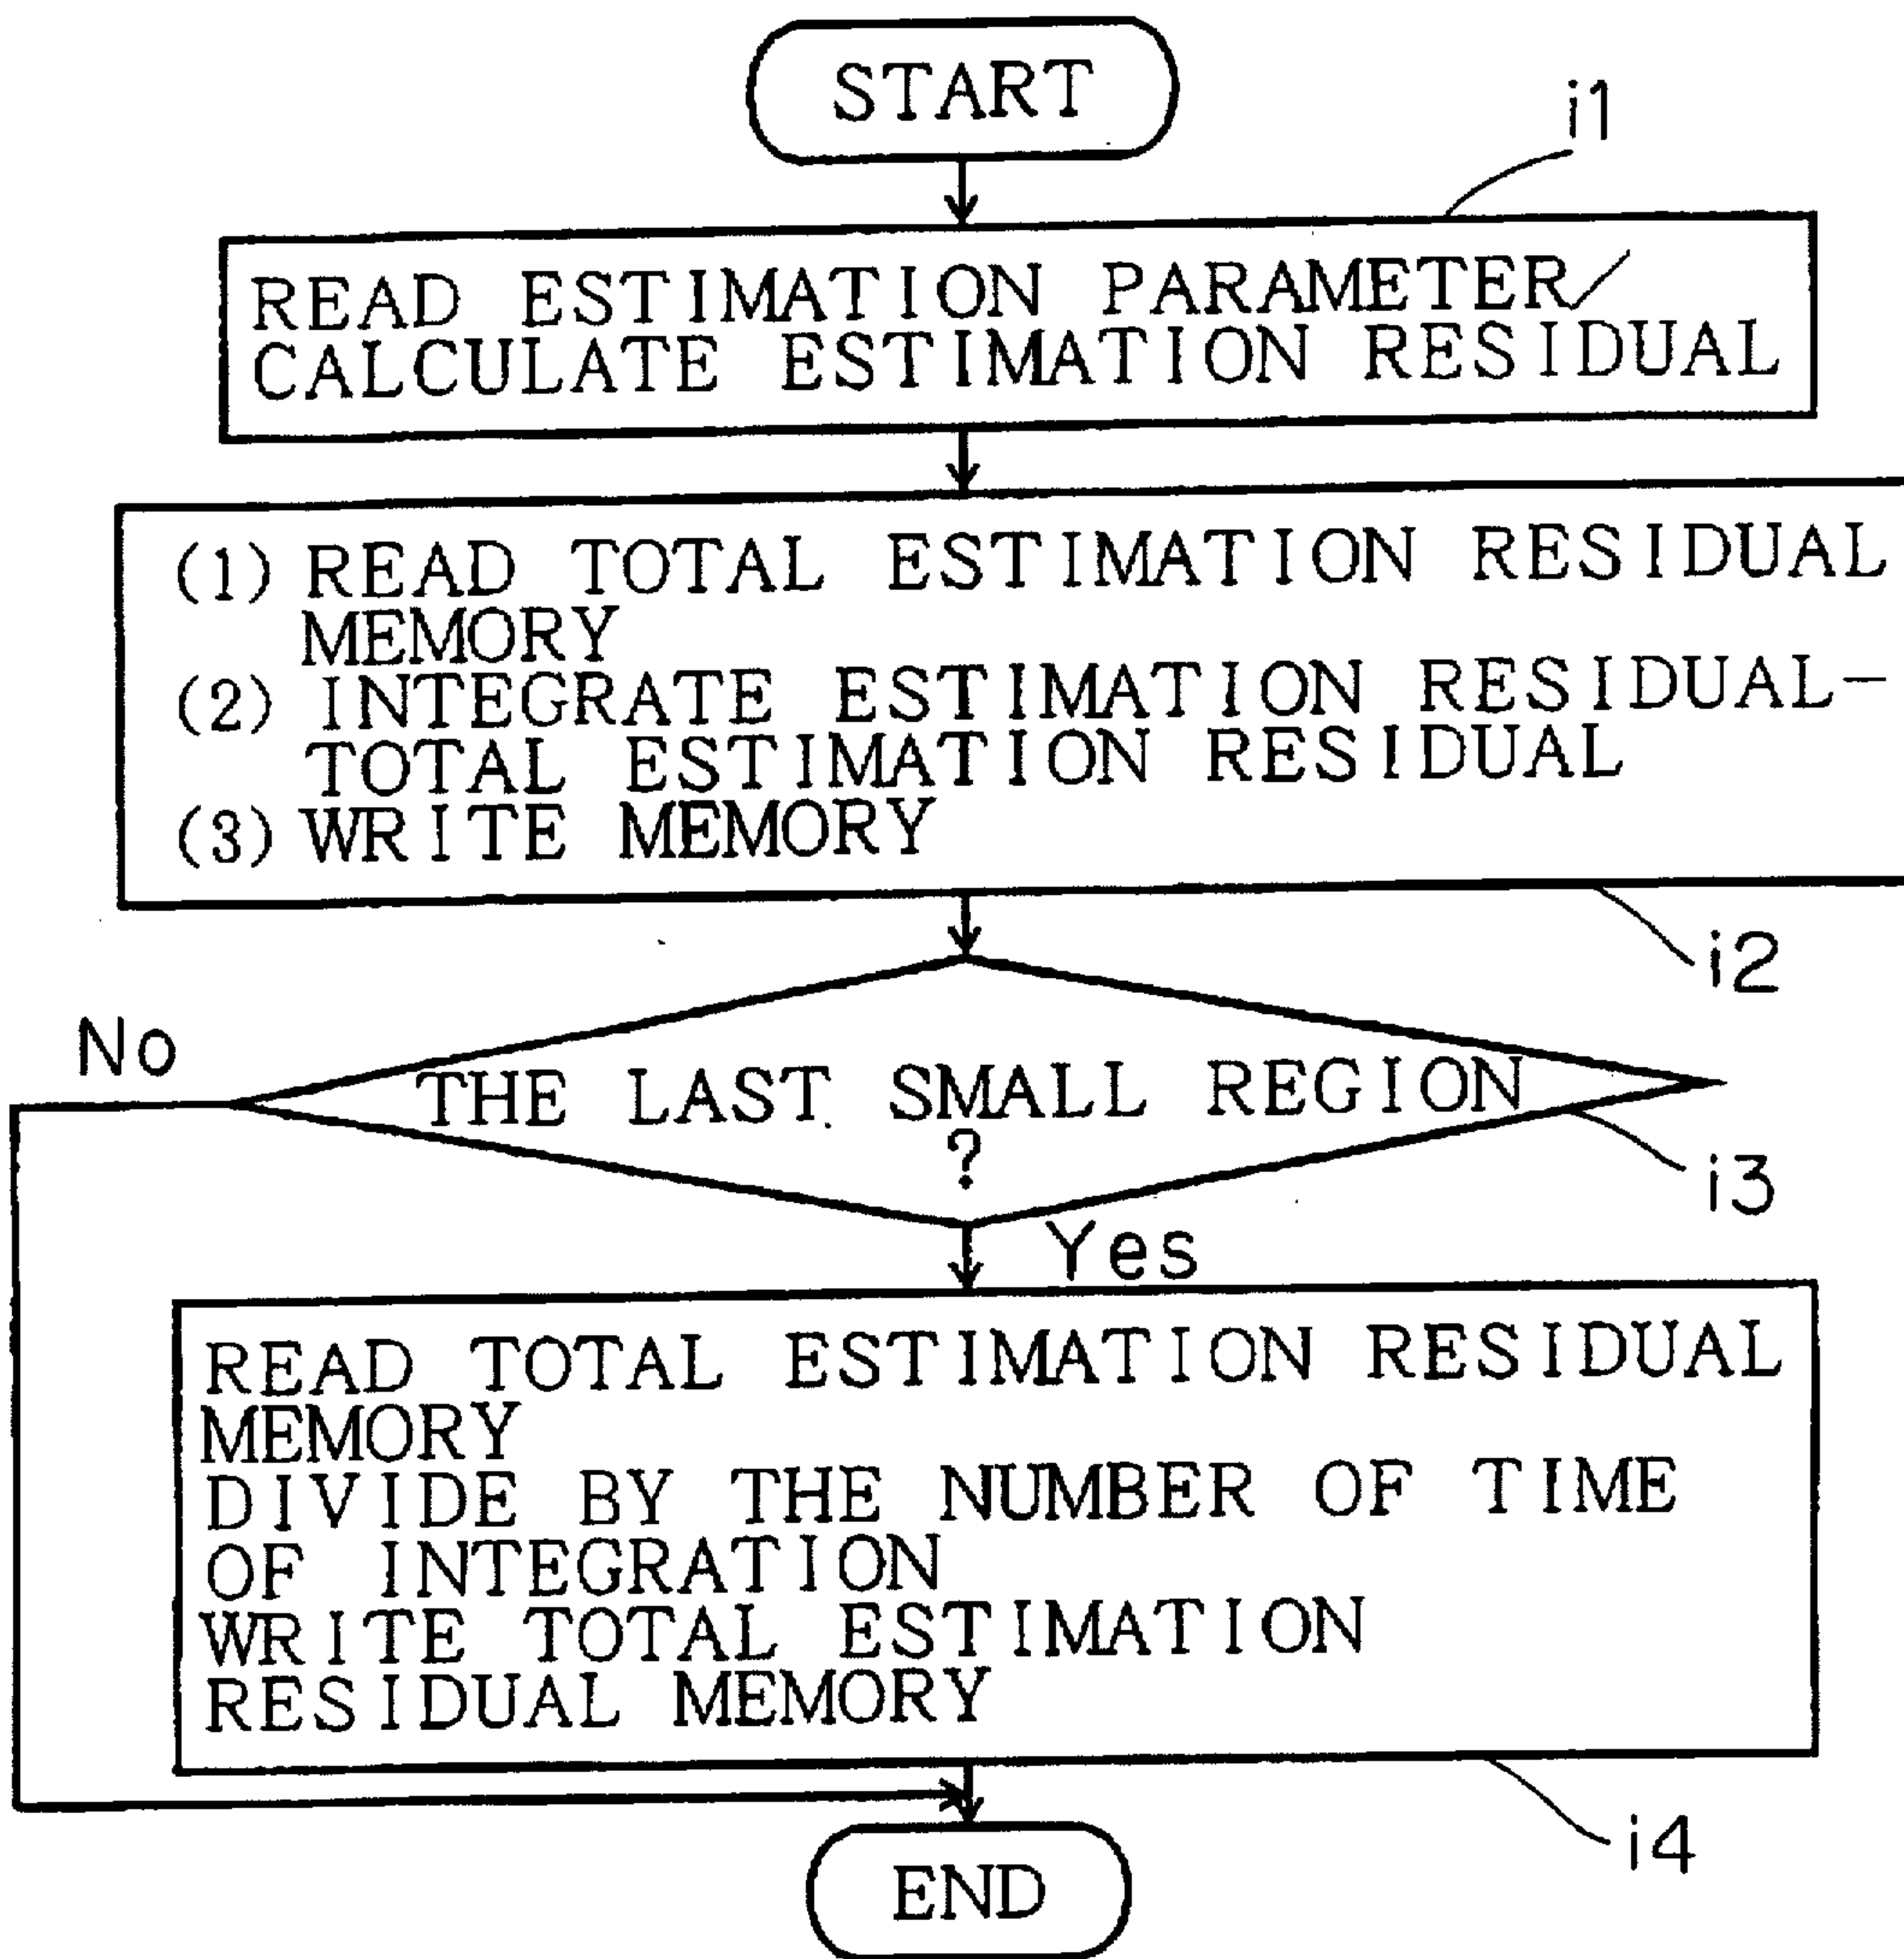 START
i1
READ ESTIMATION PARAMETER/
CALCULATE ESTIMATION RESIDUAL
(1) READ TOTAL ESTIMATION RESIDUAL
MEMORY
(2) INTEGRATE ESTIMATION RESIDUAL-
TOTAL ESTIMATION RESIDUAL
(3) WRITE MEMORY
i2
No
THE LAST SMALL REGION
?
i3
Yes
READ TOTAL ESTIMATION RESIDUAL
MEMORY
DIVIDE BY THE NUMBER OF TIME
OF INTEGRATION
WRITE TOTAL ESTIMATION
RESIDUAL MEMORY
i4
END